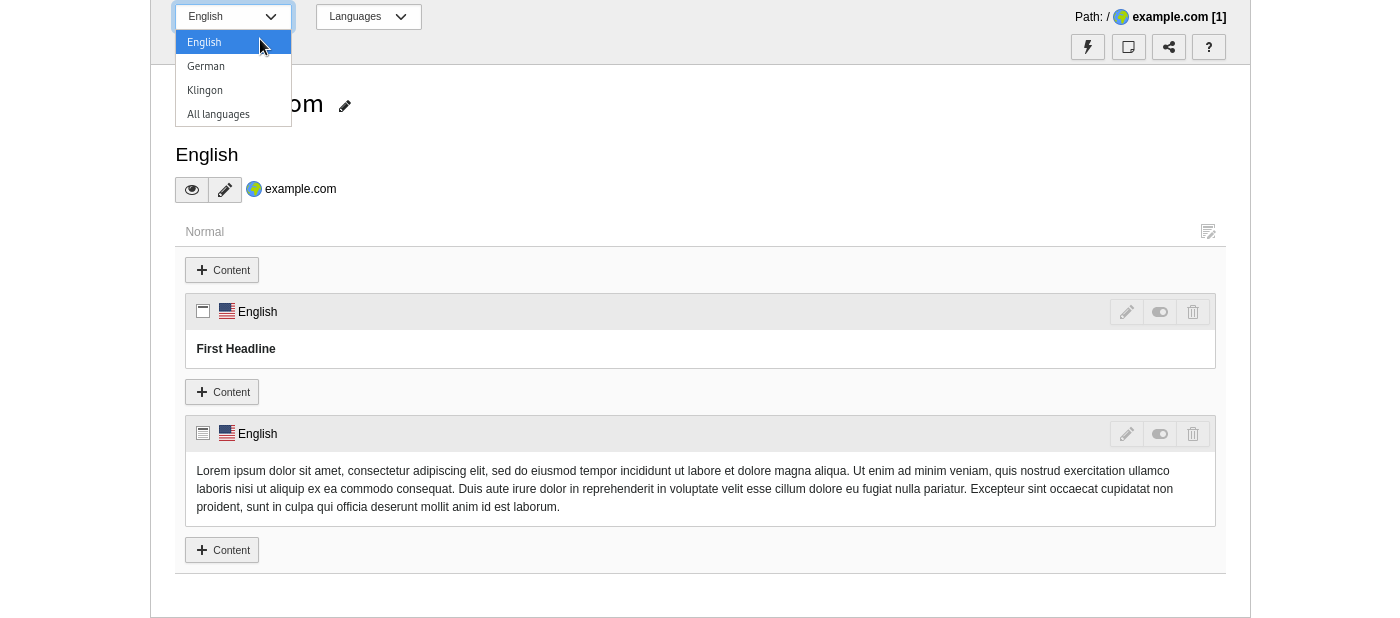 English
Languages
Path: / example.com [1]
English
German
Klingon
All languages
?
om
English
example.com
Normal
+ Content
English
First Headline
+ Content
English
Lorem ipsum dolor sit amet, consectetur adipiscing elit, sed do eiusmod tempor incididunt ut labore et dolore magna aliqua. Ut enim ad minim veniam, quis nostrud exercitation ullamco
laboris nisi ut aliquip ex ea commodo consequat. Duis aute irure dolor in reprehenderit in voluptate velit esse cillum dolore eu fugiat nulla pariatur. Excepteur sint occaecat cupidatat non
proident, sunt in culpa qui officia deserunt mollit anim id est laborum.
+ Content